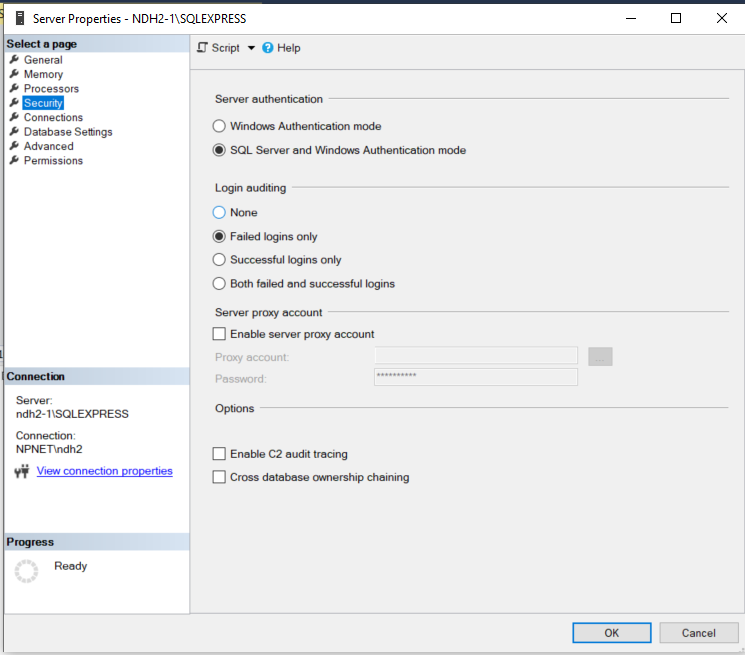 Server Properties - NDH2-1\SQLEXPRESS
Select a page
General
Memory
Processors
Security
Connections
Database Settings
Advanced
Permissions
Script
Help
Server authentication
Windows Authentication mode
SQL Server and Windows Authentication mode
Login auditing
None
Failed logins only
Successful logins only
Both failed and successful logins
Server proxy account
Enable server proxy account
Proxy account:
...
Password:
**********
Options
Enable C2 audit tracing
Cross database ownership chaining
Connection
Server:
ndh2-1\SQLEXPRESS
Connection:
NPNET\ndh2
View connection properties
Progress
Ready
OK
Cancel